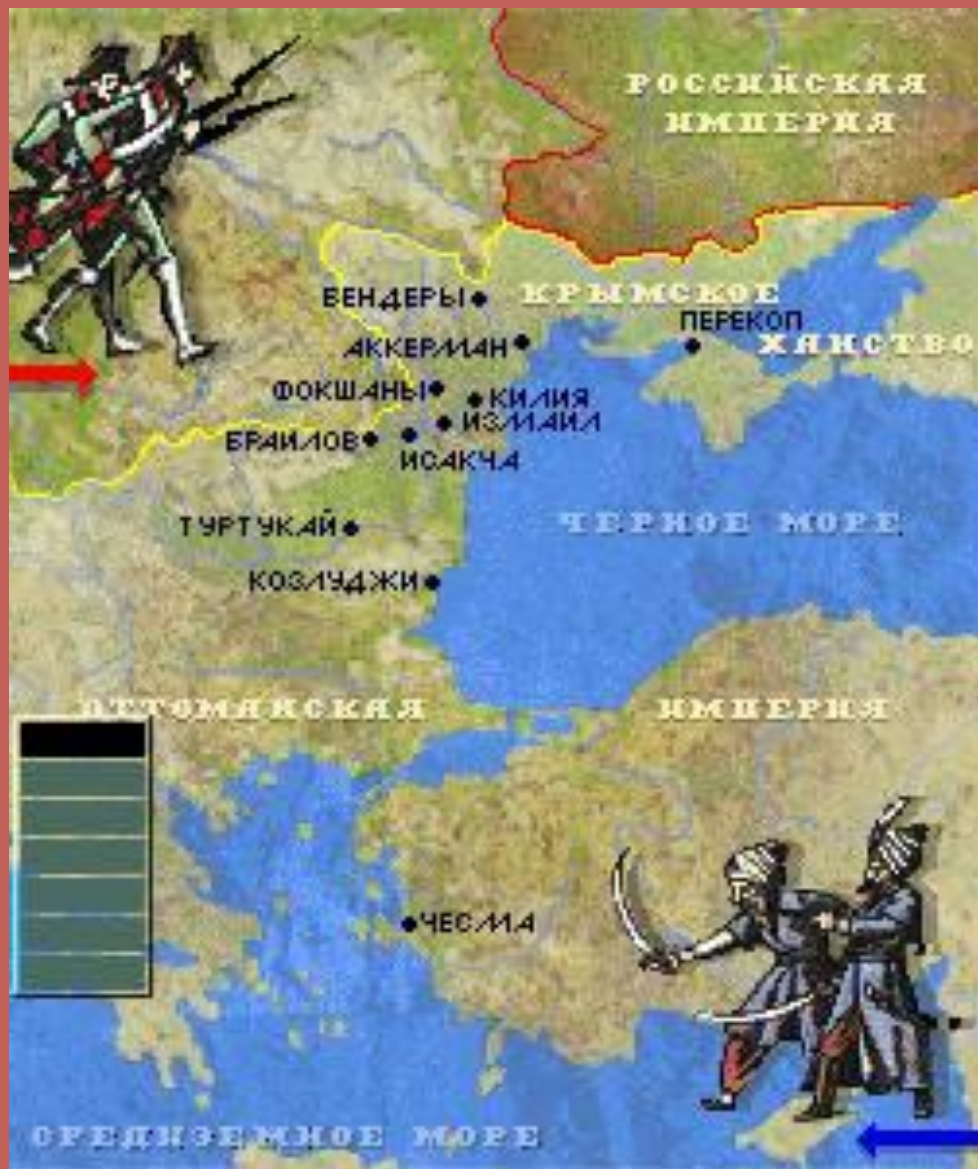 РОССИЙСКАЯ
ИМПЕРИЯ
БЕНДЕРЫ
КРЫМСКОЕ
ПЕРЕКОП
АККЕРМАН
ХАНСТВО
ФОКШАНЫ
КИЛИЯ
ИЗМАИЛ
БРАИЛОВ
ИСАКЧА
ТУРТУКАЙ
ЧЕРНОЕ МОРЕ
КОЗЛУДЖИ
ОТТОМАНСКАЯ ИМПЕРИЯ
ЧЕСМА
СРЕДИЗЕМНОЕ МОРЕ